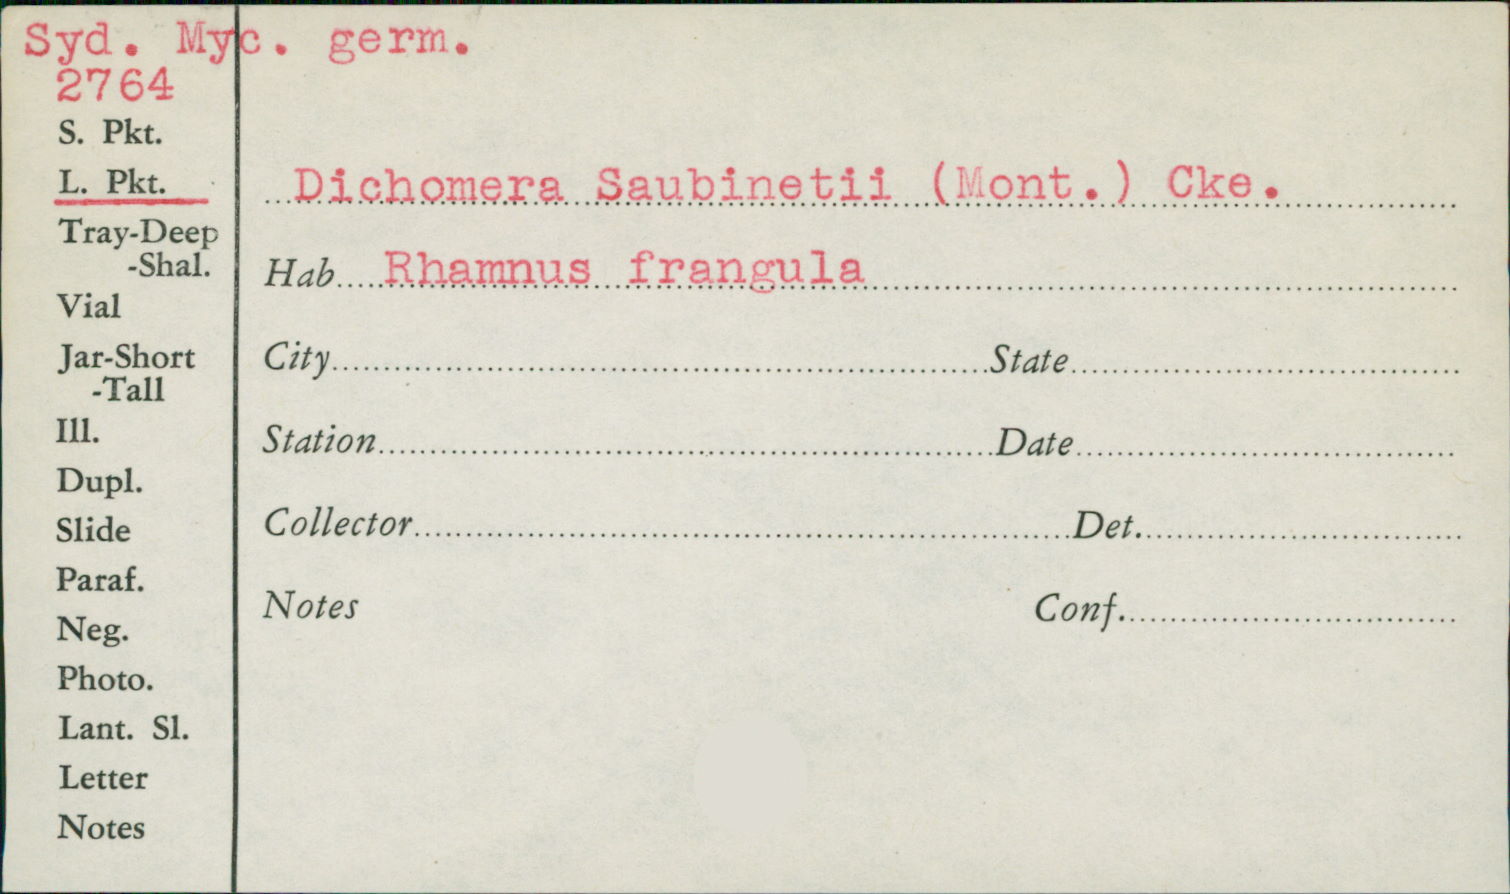 Syd. Myc. germ.
2764
S. Pkt.
L. Pkt.
Tray-Deep
-Shal.
Vial
Jar-Short
-Tall
Ill.
Dupl.
Slide
Paraf.
Neg.
Photo.
Lant. Sl.
Letter
Notes
Dichomera Saubinetii (Mont.) Cke.
Hab. Rhamnus frangula
City State
Station Date
Collector Det.
Notes Conf.